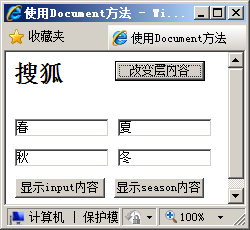 使用Document方法 - Wi...
收藏夹
使用Document方法
搜狐
改变层内容
春
夏
秋
冬
显示input内容
显示season内容
计算机 | 保护模
100%